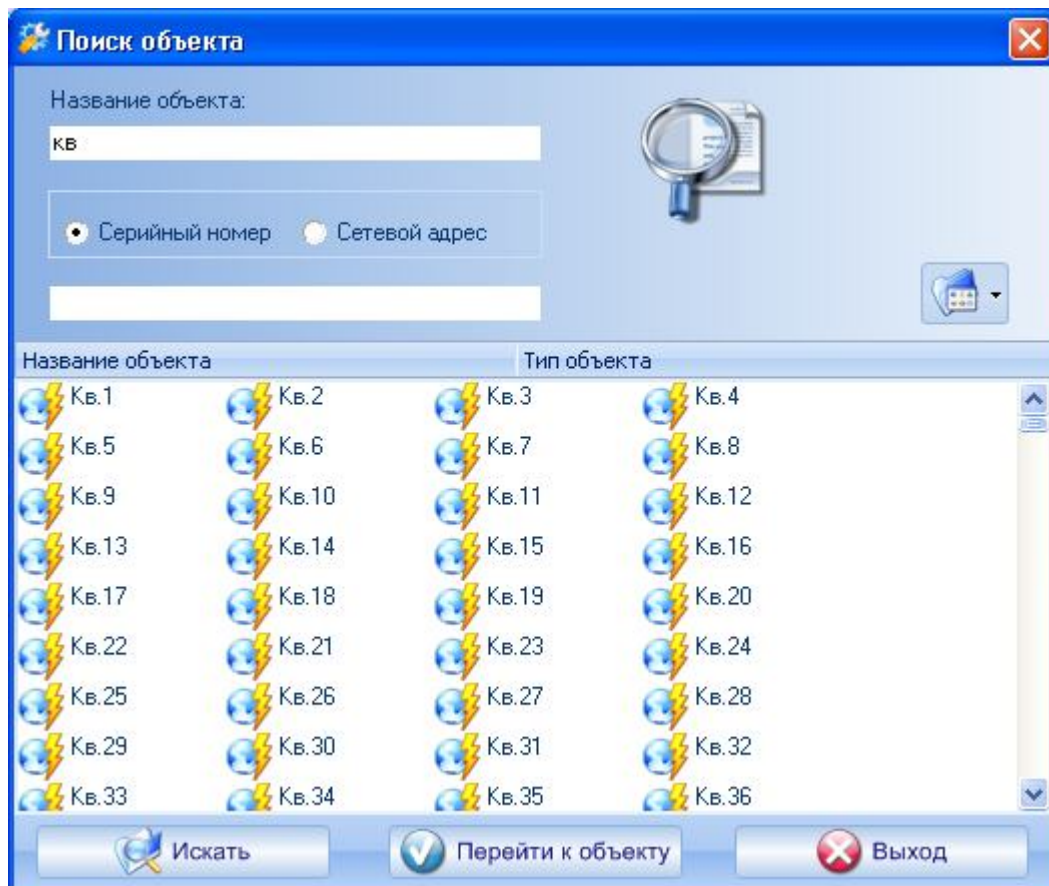 Поиск объекта
Название объекта:
кв
Серийный номер Сетевой адрес
Название объекта Тип объекта
Кв.1 Кв.2 Кв.3 Кв.4
Кв.5 Кв.6 Кв.7 Кв.8
Кв.9 Кв.10 Кв.11 Кв.12
Кв.13 Кв.14 Кв.15 Кв.16
Кв.17 Кв.18 Кв.19 Кв.20
Кв.22 Кв.21 Кв.23 Кв.24
Кв.25 Кв.26 Кв.27 Кв.28
Кв.29 Кв.30 Кв.31 Кв.32
Кв.33 Кв.34 Кв.35 Кв.36
Искать Перейти к объекту Выход